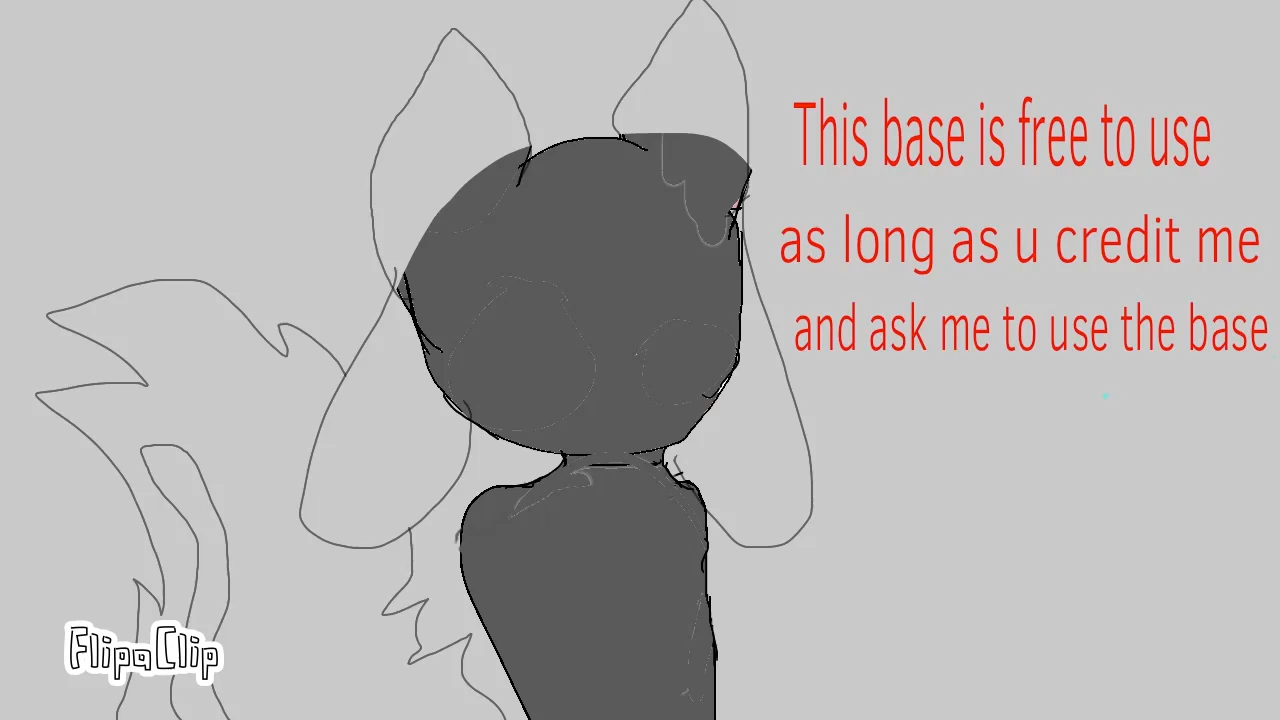 This base is free to use
as long as u credit me
and ask me to use the base
FlipaClip